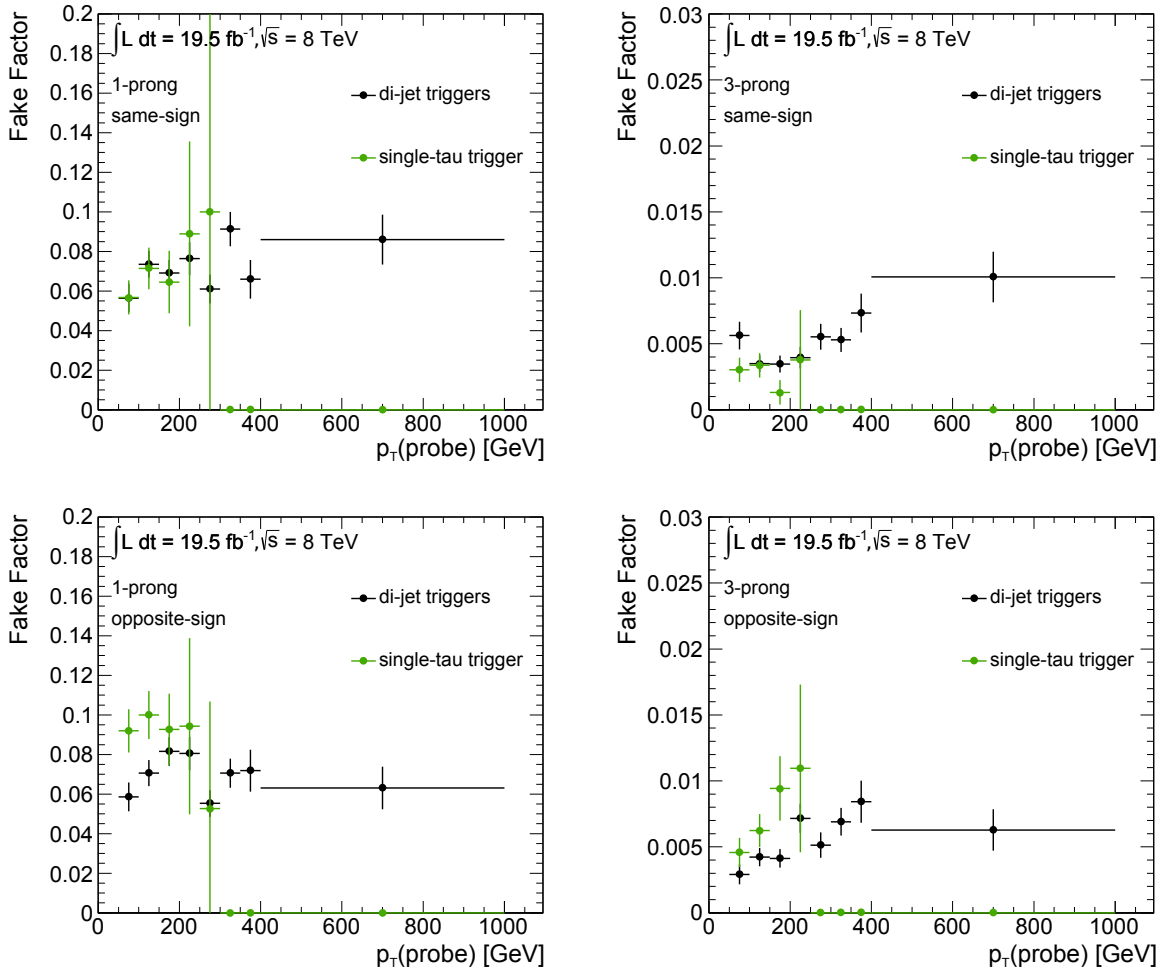 Fake Factor
0.2
0.18
0.16
0.14
0.12
0.1
0.08
0.06
0.04
0.02
0
∫L dt = 19.5 fb⁻¹,√s = 8 TeV
1-prong
same-sign
di-jet triggers
single-tau trigger
0 200 400 600 800 1000
p_T(probe) [GeV]
Fake Factor
0.03
0.025
0.02
0.015
0.01
0.005
0
∫L dt = 19.5 fb⁻¹,√s = 8 TeV
3-prong
same-sign
di-jet triggers
single-tau trigger
0 200 400 600 800 1000
p_T(probe) [GeV]
Fake Factor
0.2
0.18
0.16
0.14
0.12
0.1
0.08
0.06
0.04
0.02
0
∫L dt = 19.5 fb⁻¹,√s = 8 TeV
1-prong
opposite-sign
di-jet triggers
single-tau trigger
0 200 400 600 800 1000
p_T(probe) [GeV]
Fake Factor
0.03
0.025
0.02
0.015
0.01
0.005
0
∫L dt = 19.5 fb⁻¹,√s = 8 TeV
3-prong
opposite-sign
di-jet triggers
single-tau trigger
0 200 400 600 800 1000
p_T(probe) [GeV]